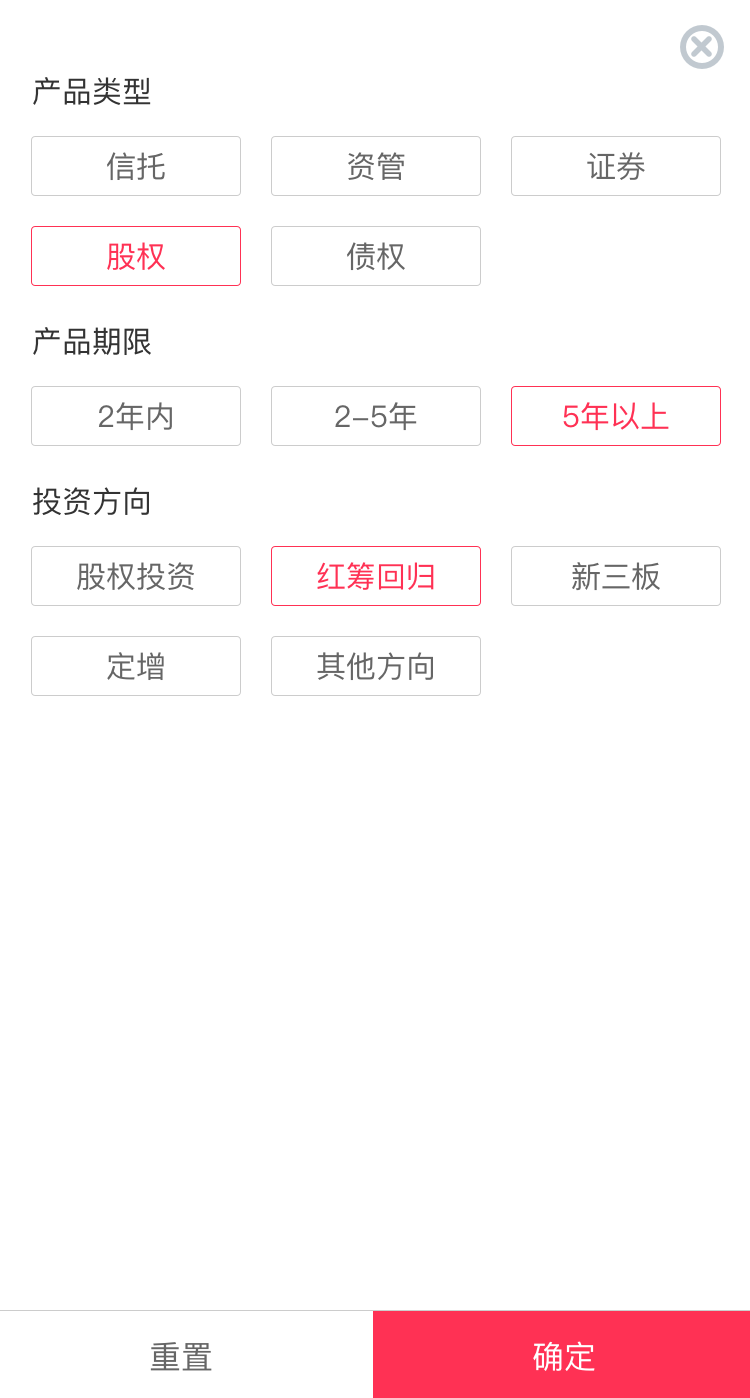 产品类型
信托 资管 证券
股权 债权
产品期限
2年内 2-5年 5年以上
投资方向
股权投资 红筹回归 新三板
定增 其他方向
重置 确定